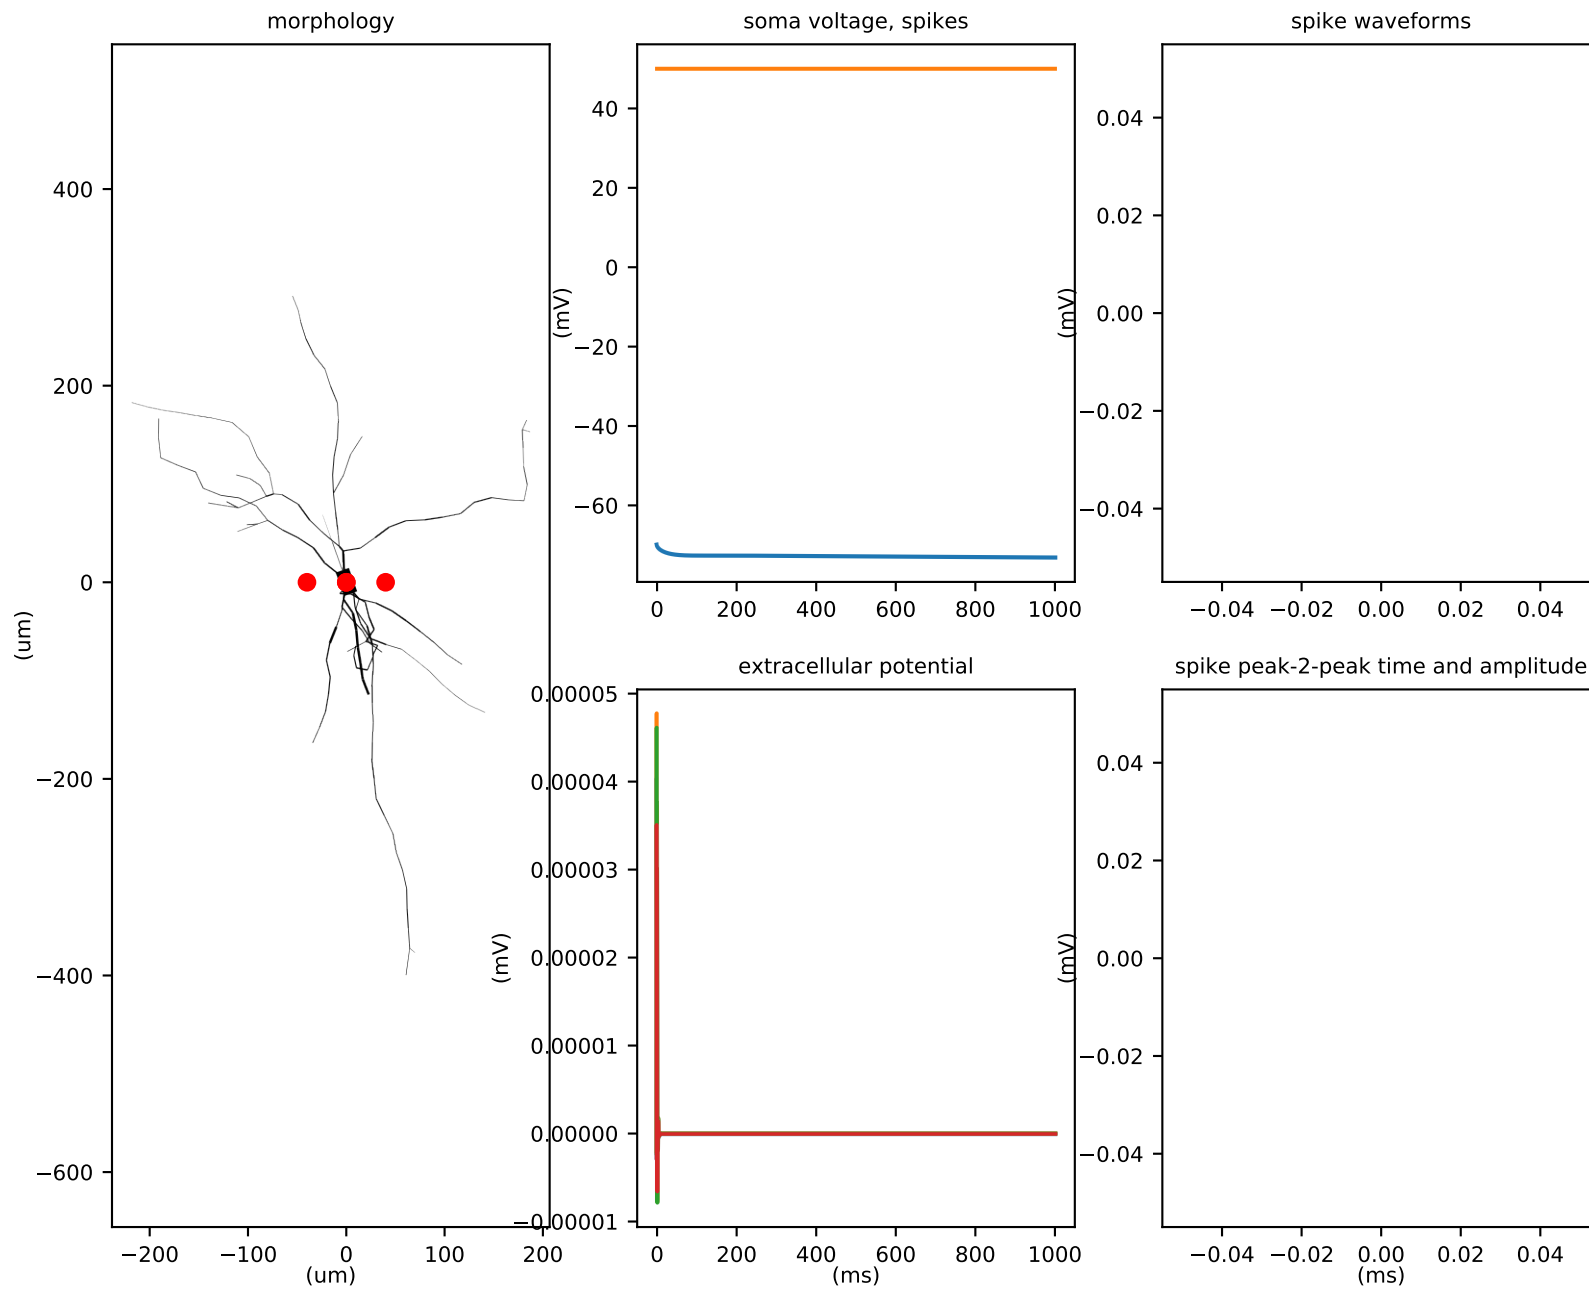 morphology
400
200
0
−200
−400
−600
(um)
−200 −100 0 100 200
(um)
soma voltage, spikes
40
20
0
−20
−40
−60
(mV)
0 200 400 600 800 1000
spike waveforms
0.04
0.02
0.00
−0.02
−0.04
(mV)
−0.04 −0.02 0.00 0.02 0.04
extracellular potential
0.00005
0.00004
0.00003
0.00002
0.00001
0.00000
−0.00001
(mV)
0 200 400 600 800 1000
(ms)
spike peak-2-peak time and amplitude
0.04
0.02
0.00
−0.02
−0.04
(mV)
−0.04 −0.02 0.00 0.02 0.04
(ms)